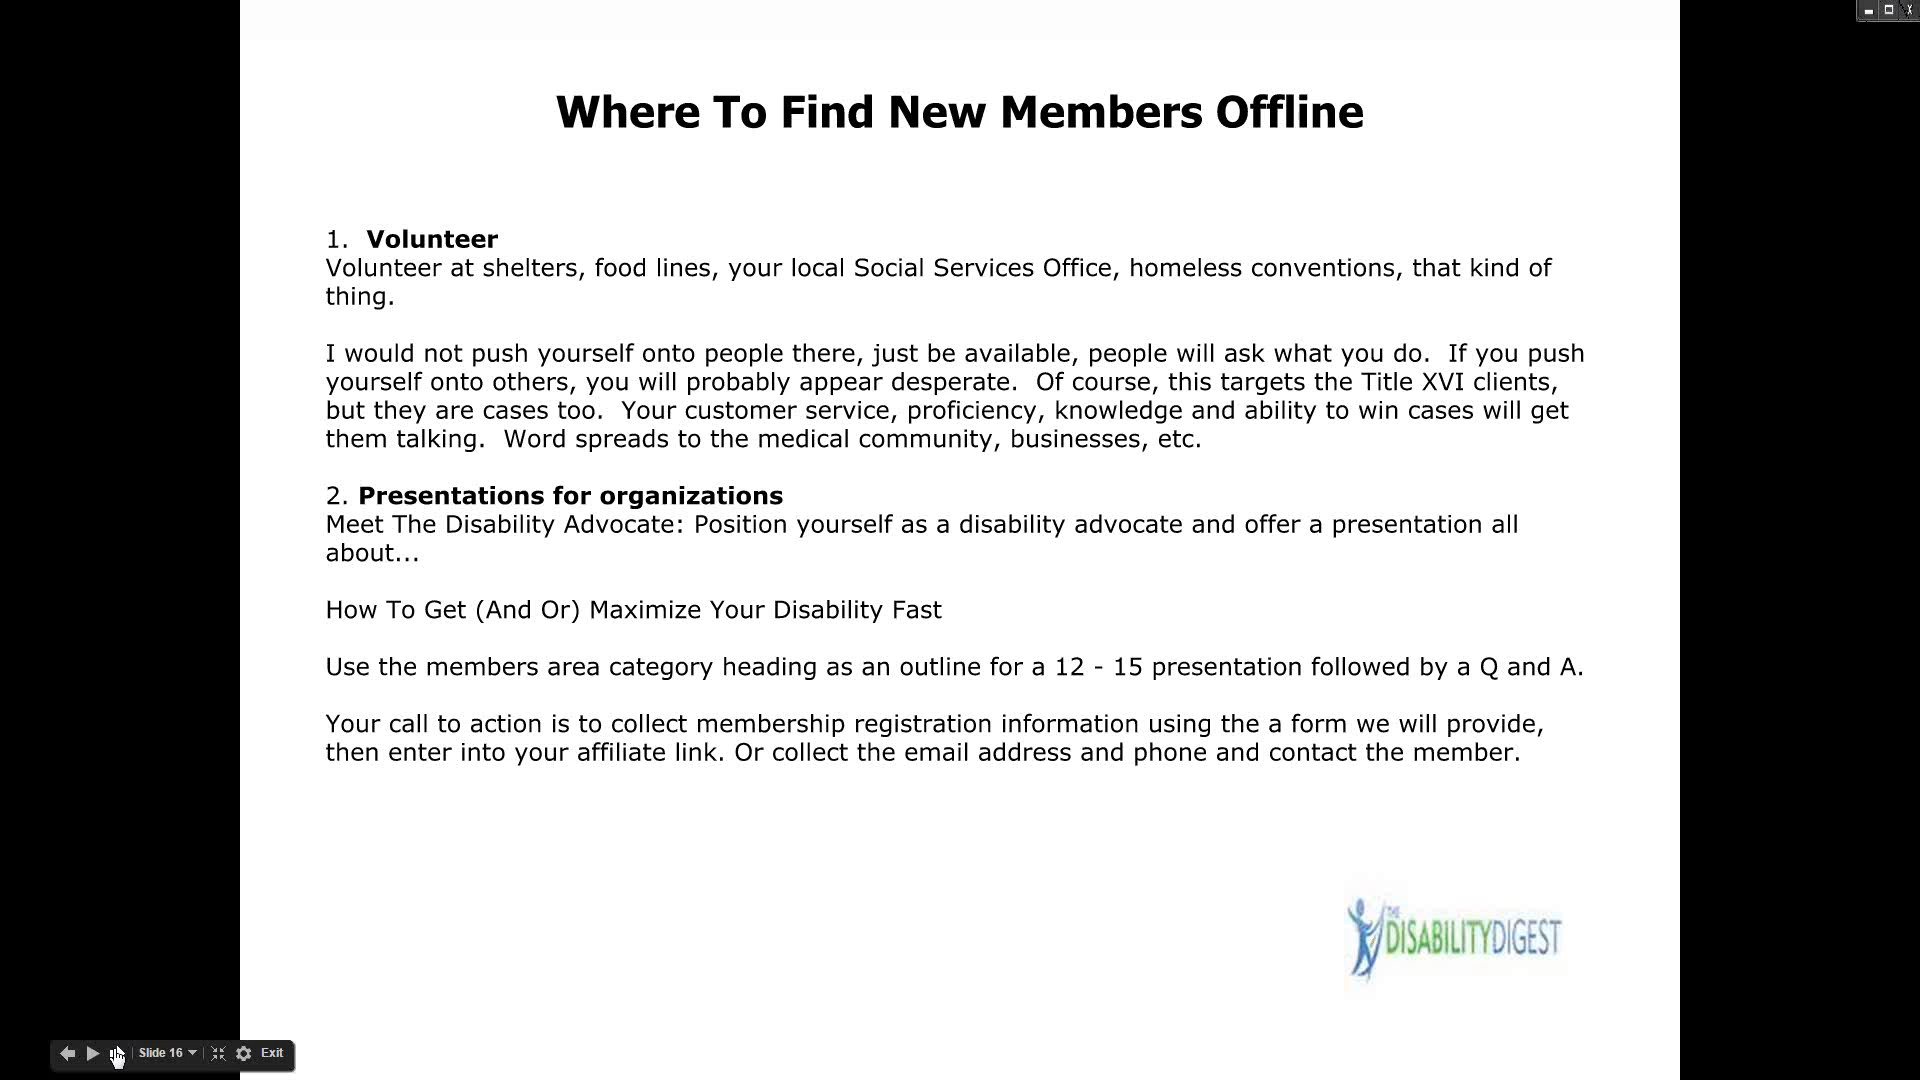 Where To Find New Members Offline
1. Volunteer
Volunteer at shelters, food lines, your local Social Services Office, homeless conventions, that kind of
thing.
I would not push yourself onto people there, just be available, people will ask what you do. If you push
yourself onto others, you will probably appear desperate. Of course, this targets the Title XVI clients,
but they are cases too. Your customer service, proficiency, knowledge and ability to win cases will get
them talking. Word spreads to the medical community, businesses, etc.
2. Presentations for organizations
Meet The Disability Advocate: Position yourself as a disability advocate and offer a presentation all
about...
How To Get (And Or) Maximize Your Disability Fast
Use the members area category heading as an outline for a 12 - 15 presentation followed by a Q and A.
Your call to action is to collect membership registration information using the a form we will provide,
then enter into your affiliate link. Or collect the email address and phone and contact the member.
THE DISABILITYDIGEST
Slide 16 Exit